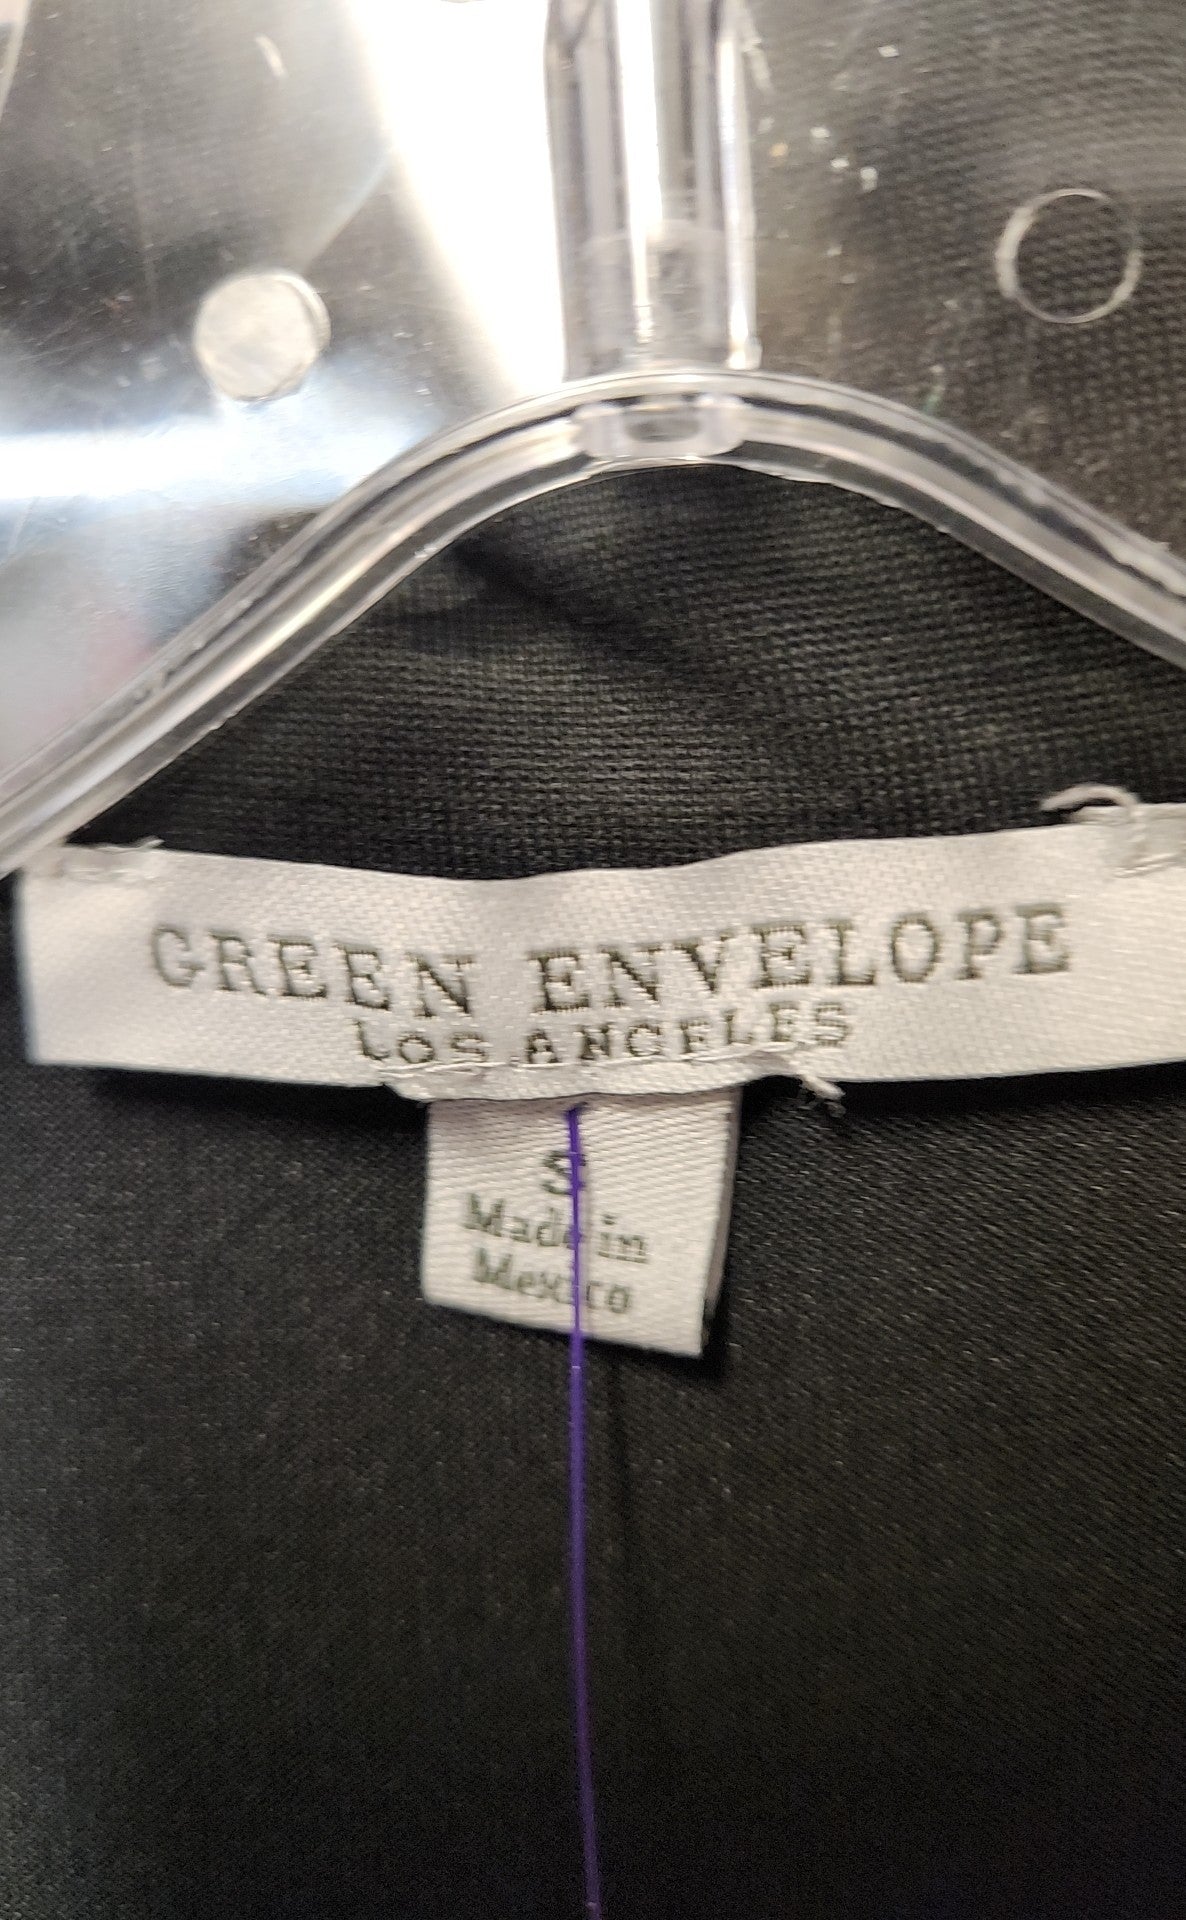 GREEN ENVELOPE
LOS ANGELES
S
Made in
Mexico